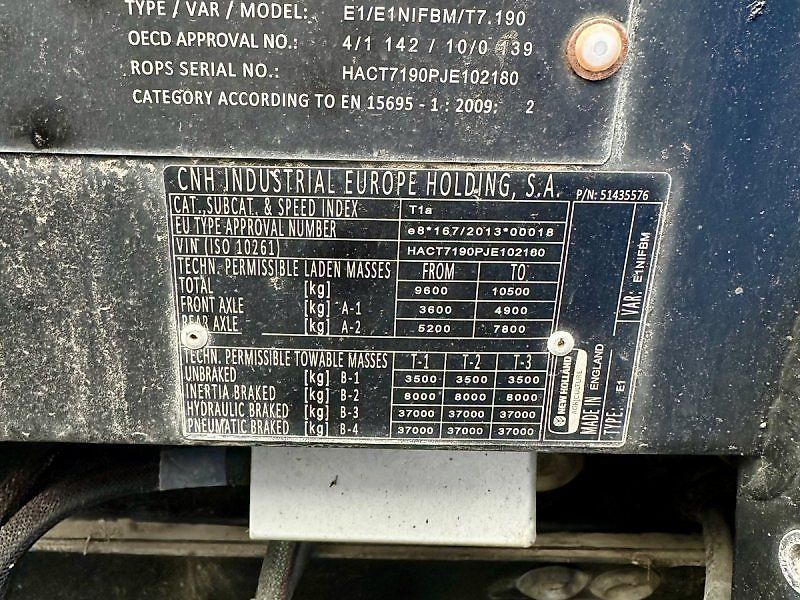 TYPE / VAR / MODEL: E1/E1NIFBM/T7.190
OECD APPROVAL NO.: 4/1 142 / 10/0 139
ROPS SERIAL NO.: HACT7190PJE102180
CATEGORY ACCORDING TO EN 15695 - 1 : 2009: 2
CNH INDUSTRIAL EUROPE HOLDING, S.A. P/N: 51435576
CAT.,SUBCAT. & SPEED INDEX T1a
EU TYPE APPROVAL NUMBER e8*167/2013*00018
VIN (ISO 10261) HACT7190PJE102180
TECHN. PERMISSIBLE LADEN MASSES FROM TO
TOTAL [kg] 9600 10500
FRONT AXLE [kg] A-1 3600 4900
REAR AXLE [kg] A-2 5200 7800
TECHN. PERMISSIBLE TOWABLE MASSES T-1 T-2 T-3
UNBRAKED [kg] B-1 3500 3500 3500
INERTIA BRAKED [kg] B-2 8000 8000 8000
HYDRAULIC BRAKED [kg] B-3 37000 37000 37000
PNEUMATIC BRAKED [kg] B-4 37000 37000 37000
NEW HOLLAND
AGRICULTURE
MADE IN ENGLAND
TYPE: E1
VAR: E1NIFBM